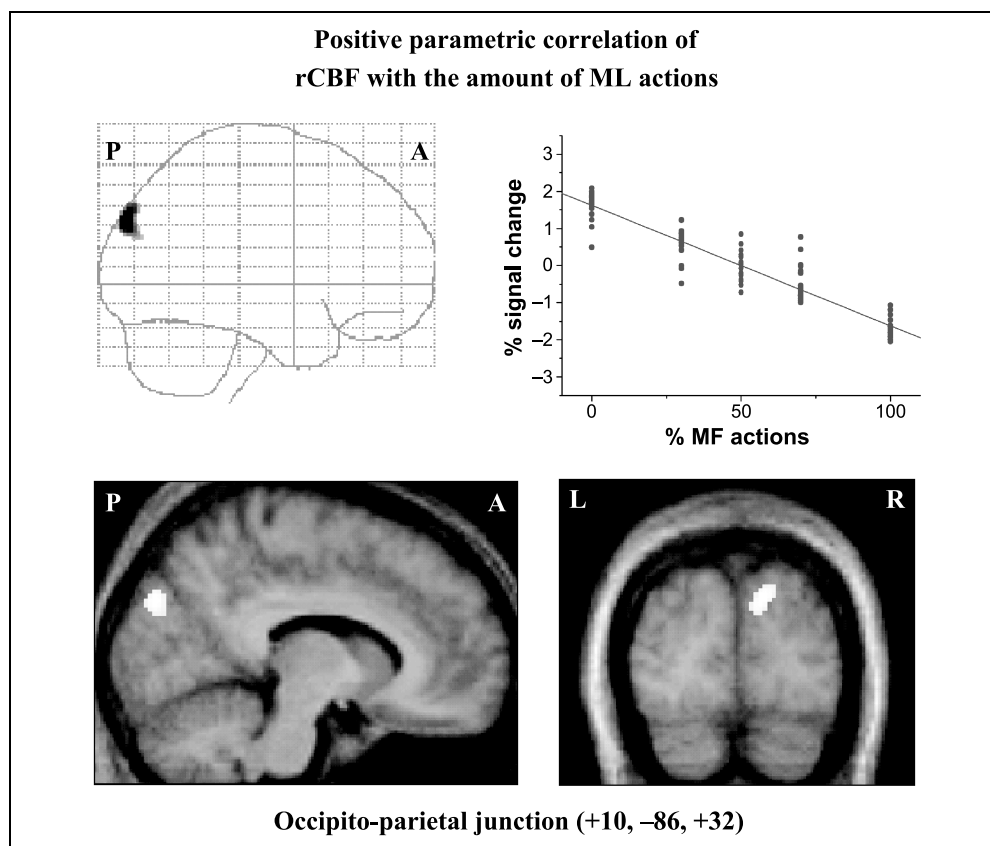 Positive parametric correlation of
rCBF with the amount of ML actions
P A
3
2
1
0
–1
–2
–3
% signal change
0 50 100
% MF actions
P A
L R
Occipito-parietal junction (+10, –86, +32)